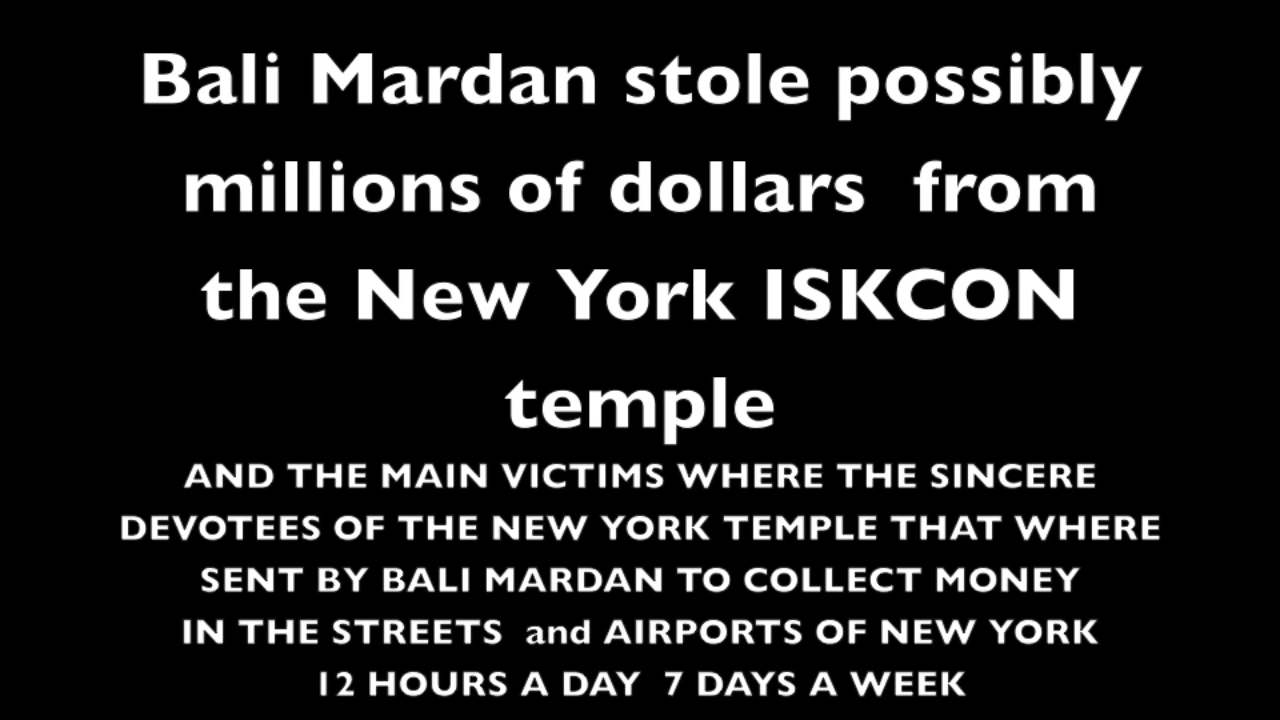 Bali Mardan stole possibly
millions of dollars  from
the New York ISKCON
temple
AND THE MAIN VICTIMS WHERE THE SINCERE
DEVOTEES OF THE NEW YORK TEMPLE THAT WHERE
SENT BY BALI MARDAN TO COLLECT MONEY
IN THE STREETS  and AIRPORTS OF NEW YORK
12 HOURS A DAY  7 DAYS A WEEK